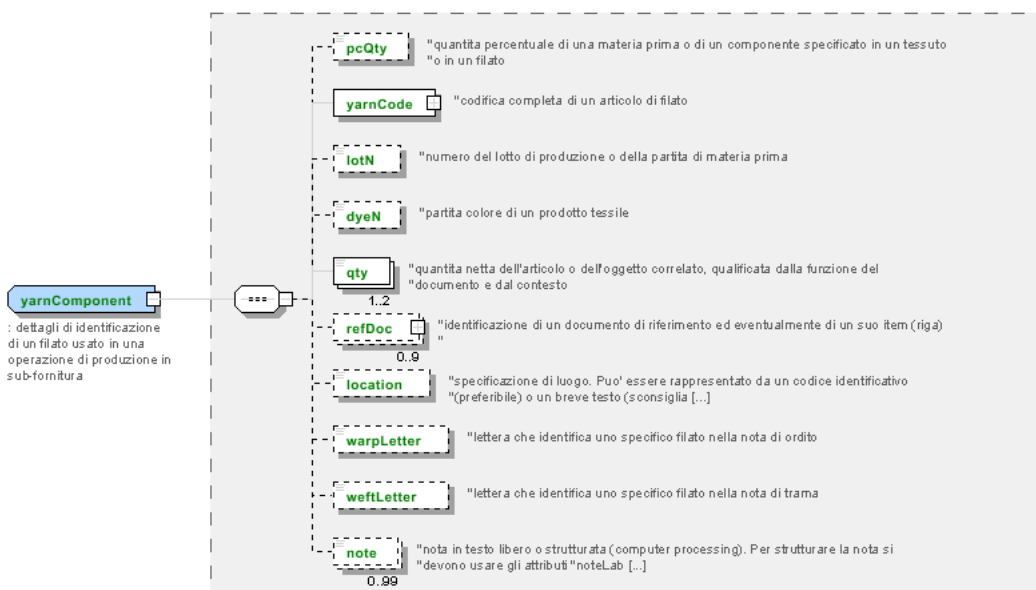 pcQty
"quantita percentuale di una materia prima o di un componente specificato in un tessuto
"o in un filato
yarnCode
"codifica completa di un articolo di filato
lotN
"numero del lotto di produzione o della partita di materia prima
dyeN
"partita colore di un prodotto tessile
qty
"quantita netta dell'articolo o dell'oggetto correlato, qualificata dalla funzione del
"documento e dal contesto
1..2
yarnComponent
: dettagli di identificazione
di un filato usato in una
operazione di produzione in
sub-fornitura
refDoc
"identificazione di un documento di riferimento ed eventualmente di un suo item (riga)
"
0..9
location
"specificazione di luogo. Puo' essere rappresentato da un codice identificativo
"(preferibile) o un breve testo (sconsiglia [...]
warpLetter
"lettera che identifica uno specifico filato nella nota di ordito
weftLetter
"lettera che identifica uno specifico filato nella nota di trama
note
"nota in testo libero o strutturata (computer processing). Per strutturare la nota si
"devono usare gli attributi "noteLab [...]
0..99